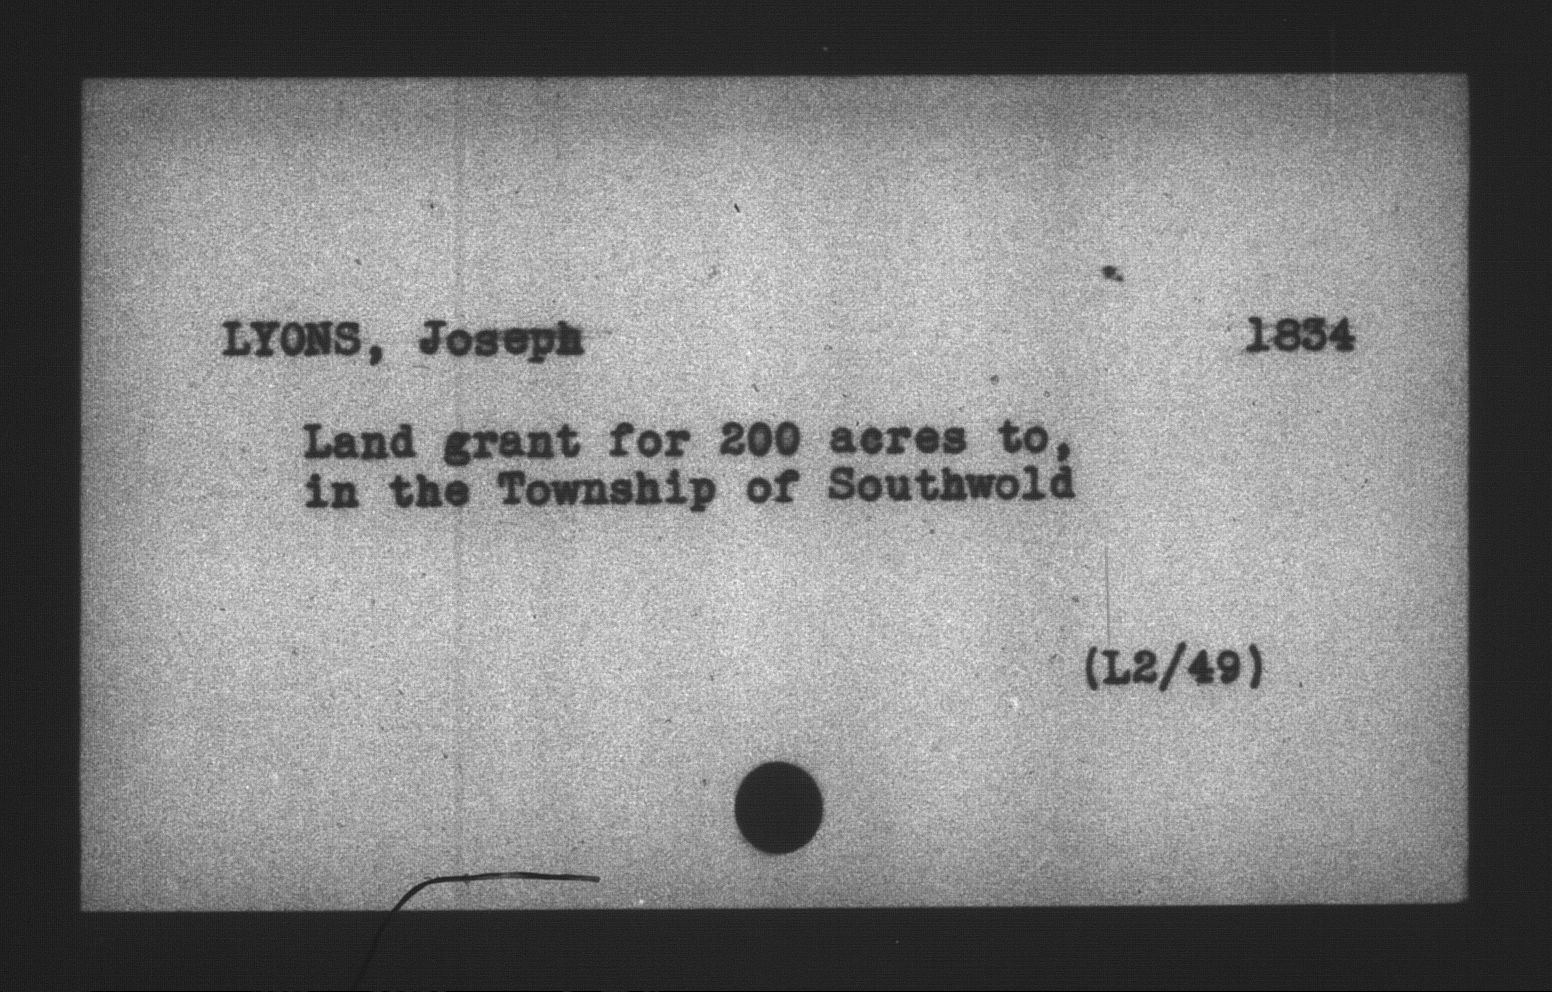 LYONS, Joseph 1834
Land grant for 200 acres to,
in the Township of Southwold
(L2/49)